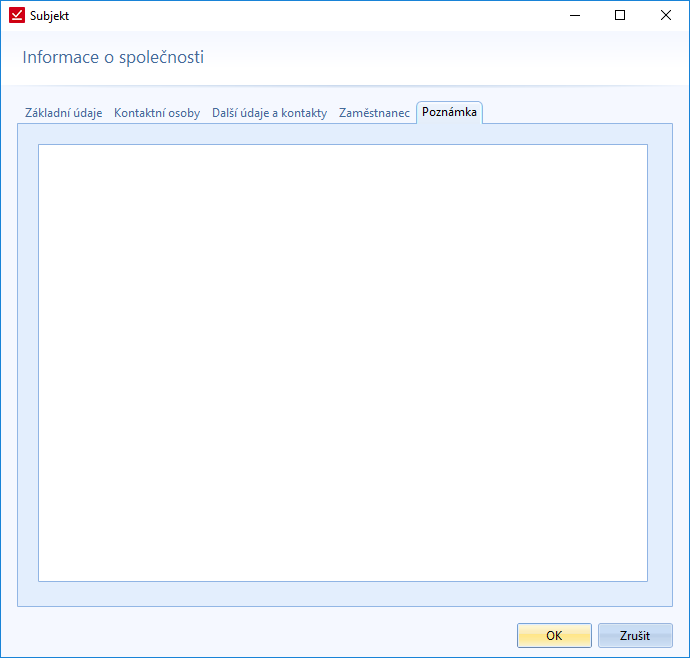 Subjekt
Informace o společnosti
Základní údaje Kontaktní osoby Další údaje a kontakty Zaměstnanec Poznámka
OK Zrušit